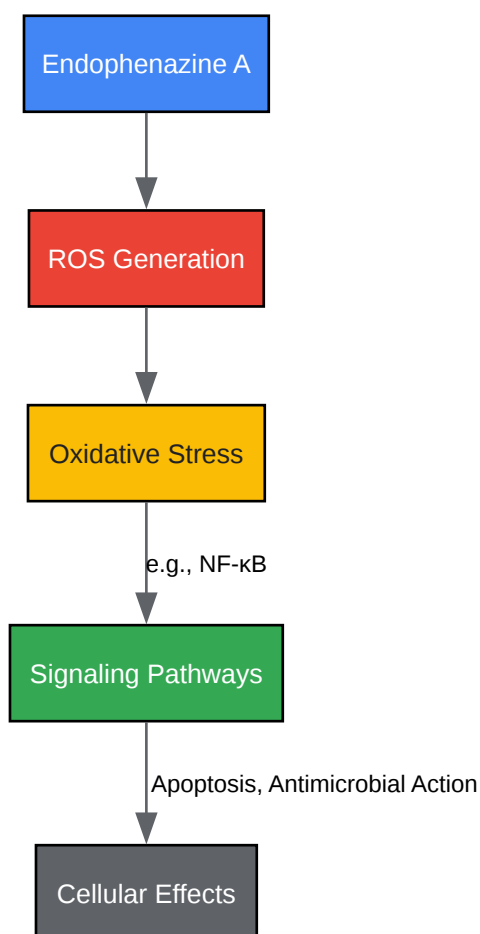 Endophenazine A
ROS Generation
Oxidative Stress
e.g., NF-κB
Signaling Pathways
Apoptosis, Antimicrobial Action
Cellular Effects